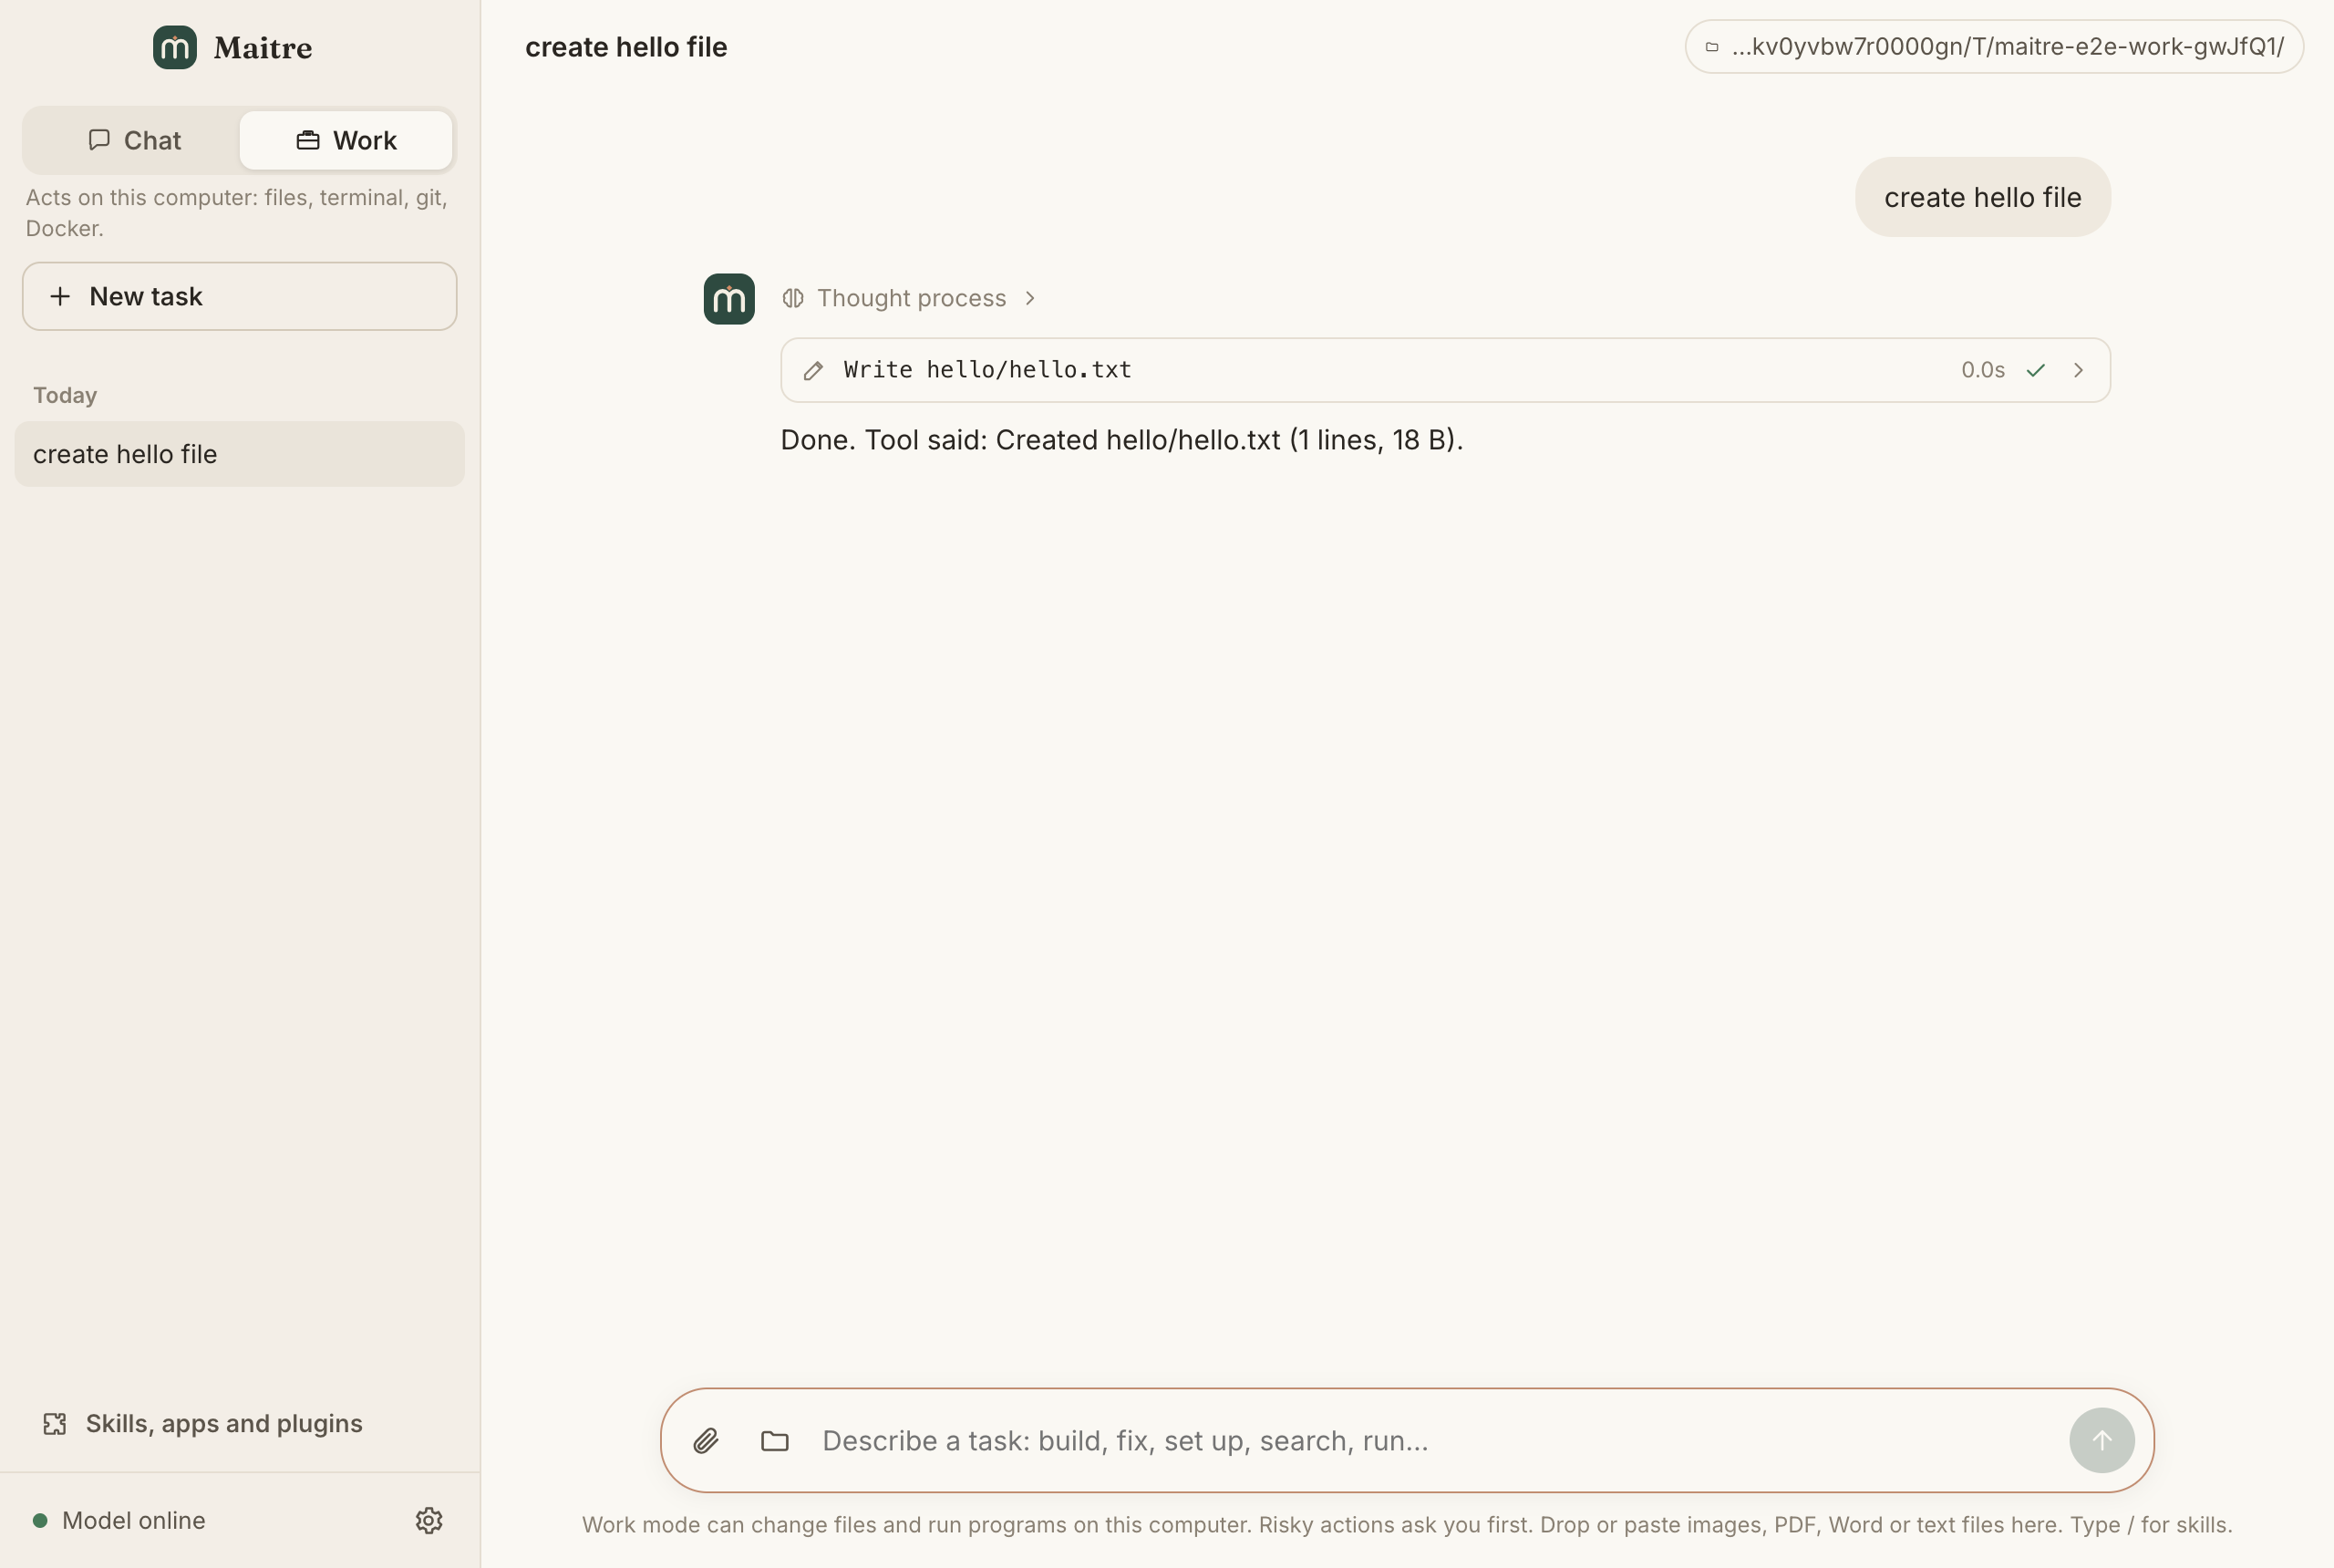 Maitre
Chat
Work
Acts on this computer: files, terminal, git,
Docker.
New task
Today
create hello file
Skills, apps and plugins
Model online
create hello file
...kv0yvbw7r0000gn/T/maitre-e2e-work-gwJfQ1/
create hello file
Thought process
Write hello/hello.txt
0.0s
Done. Tool said: Created hello/hello.txt (1 lines, 18 B).
Describe a task: build, fix, set up, search, run...
Work mode can change files and run programs on this computer. Risky actions ask you first. Drop or paste images, PDF, Word or text files here. Type / for skills.